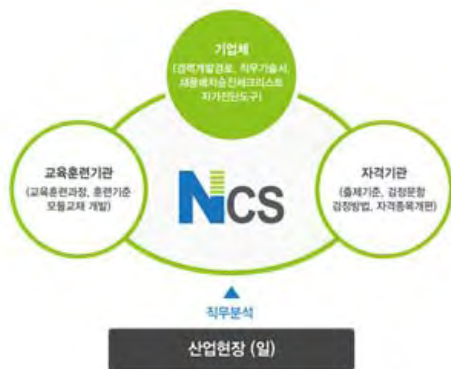 기업체
(경력개발경로, 직무기술서,
채용배치승진체크리스트
자가진단도구)
교육훈련기관
(교육훈련과정, 훈련기준
모듈교재 개발)
NCS
자격기관
(출제기준, 검정문항
검정방법, 자격종목개편)
직무분석
산업현장 (일)